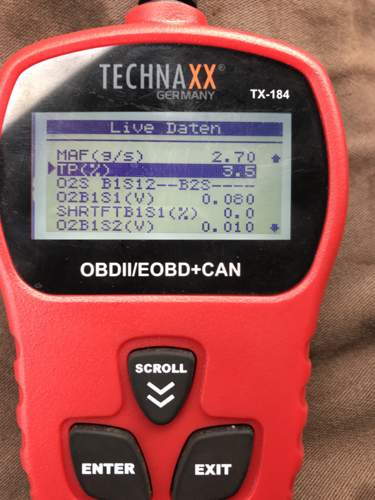 TECHNAXX®
GERMANY
TX-184
Live Daten
MAF(g/s) 2.70
TP(%) 3.5
O2S B1S12--B2S----
O2B1S1(V) 0.080
SHRTFTB1S1(%) 0.0
O2B1S2(V) 0.010
OBDII/EOBD+CAN
SCROLL
ENTER
EXIT